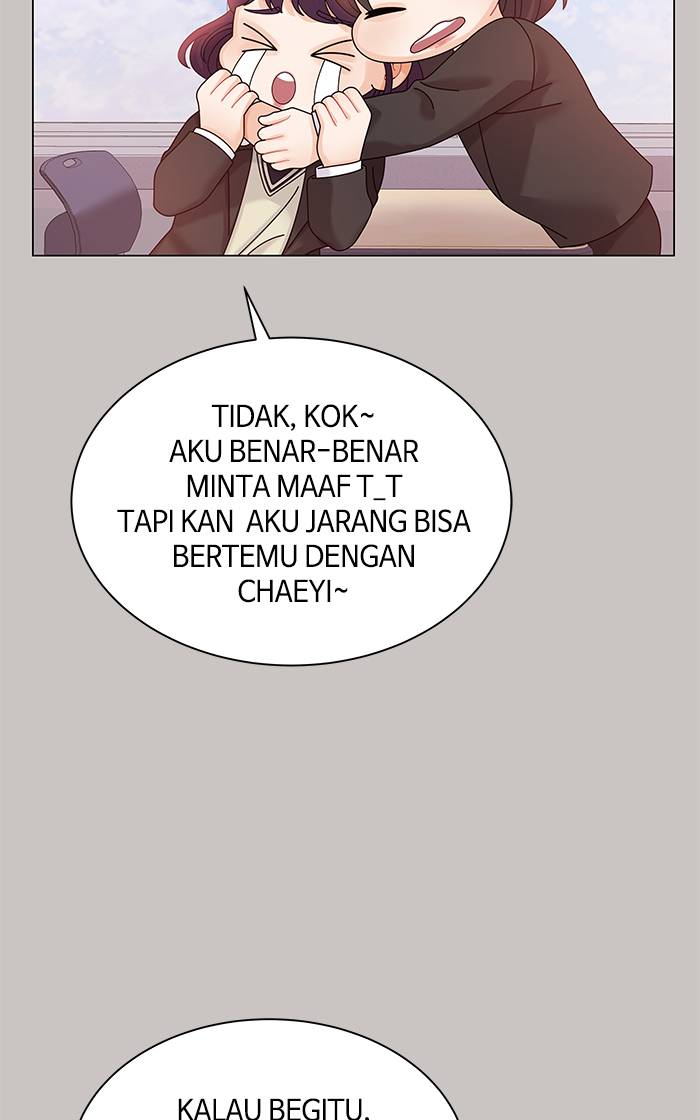 TIDAK, KOK~
AKU BENAR-BENAR
MINTA MAAF T_T
TAPI KAN AKU JARANG BISA
BERTEMU DENGAN
CHAEYI~
KALAU BEGITU,